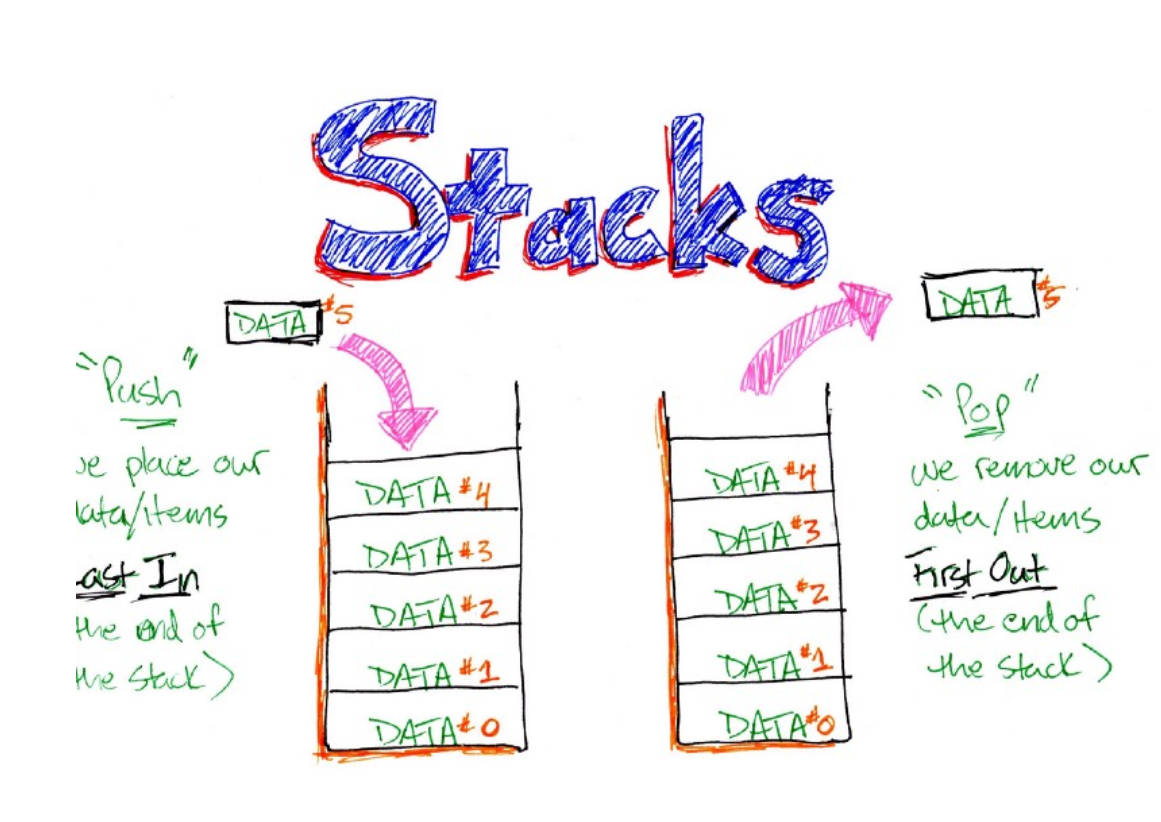 Stacks
DATA #5
"Push"
we place our
data/items
Last In
the end of
the stack)
DATA #4
DATA #3
DATA #2
DATA #1
DATA #0
DATA #5
"Pop"
we remove our
data/items
First Out
(the end of
the stack)
DATA #4
DATA #3
DATA #2
DATA #1
DATA #0